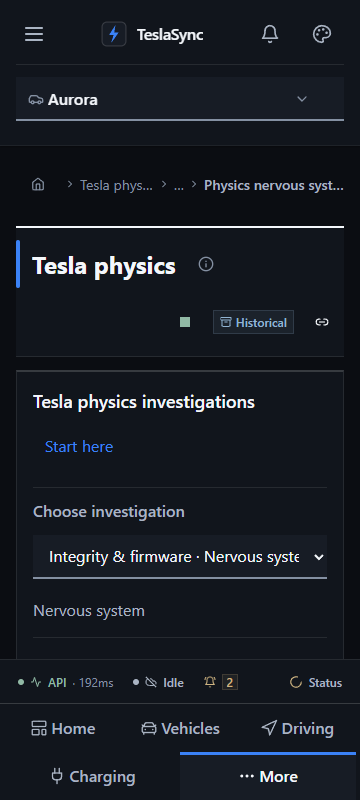 TeslaSync
Aurora
Tesla phys... ... Physics nervous syst...
Tesla physics
Historical
Tesla physics investigations
Start here
Choose investigation
Integrity & firmware · Nervous syste
Nervous system
API · 192ms Idle 2 Status
Home Vehicles Driving
Charging More